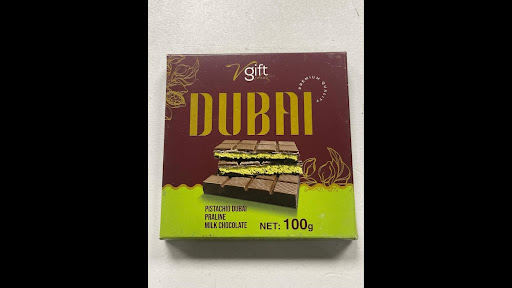 Vgift
PREMIUM QUALITY
DUBAI
PISTACHIO DUBAI
PRALINE
MILK CHOCOLATE
NET: 100g